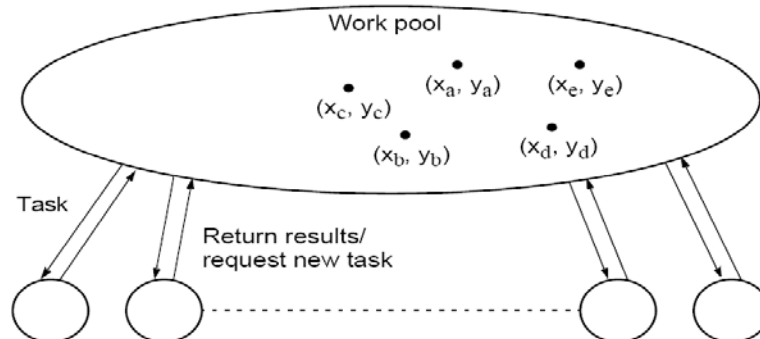 Work pool
(xa, ya)
(xe, ye)
(xc, yc)
(xb, yb)
(xd, yd)
Task
Return results/
request new task